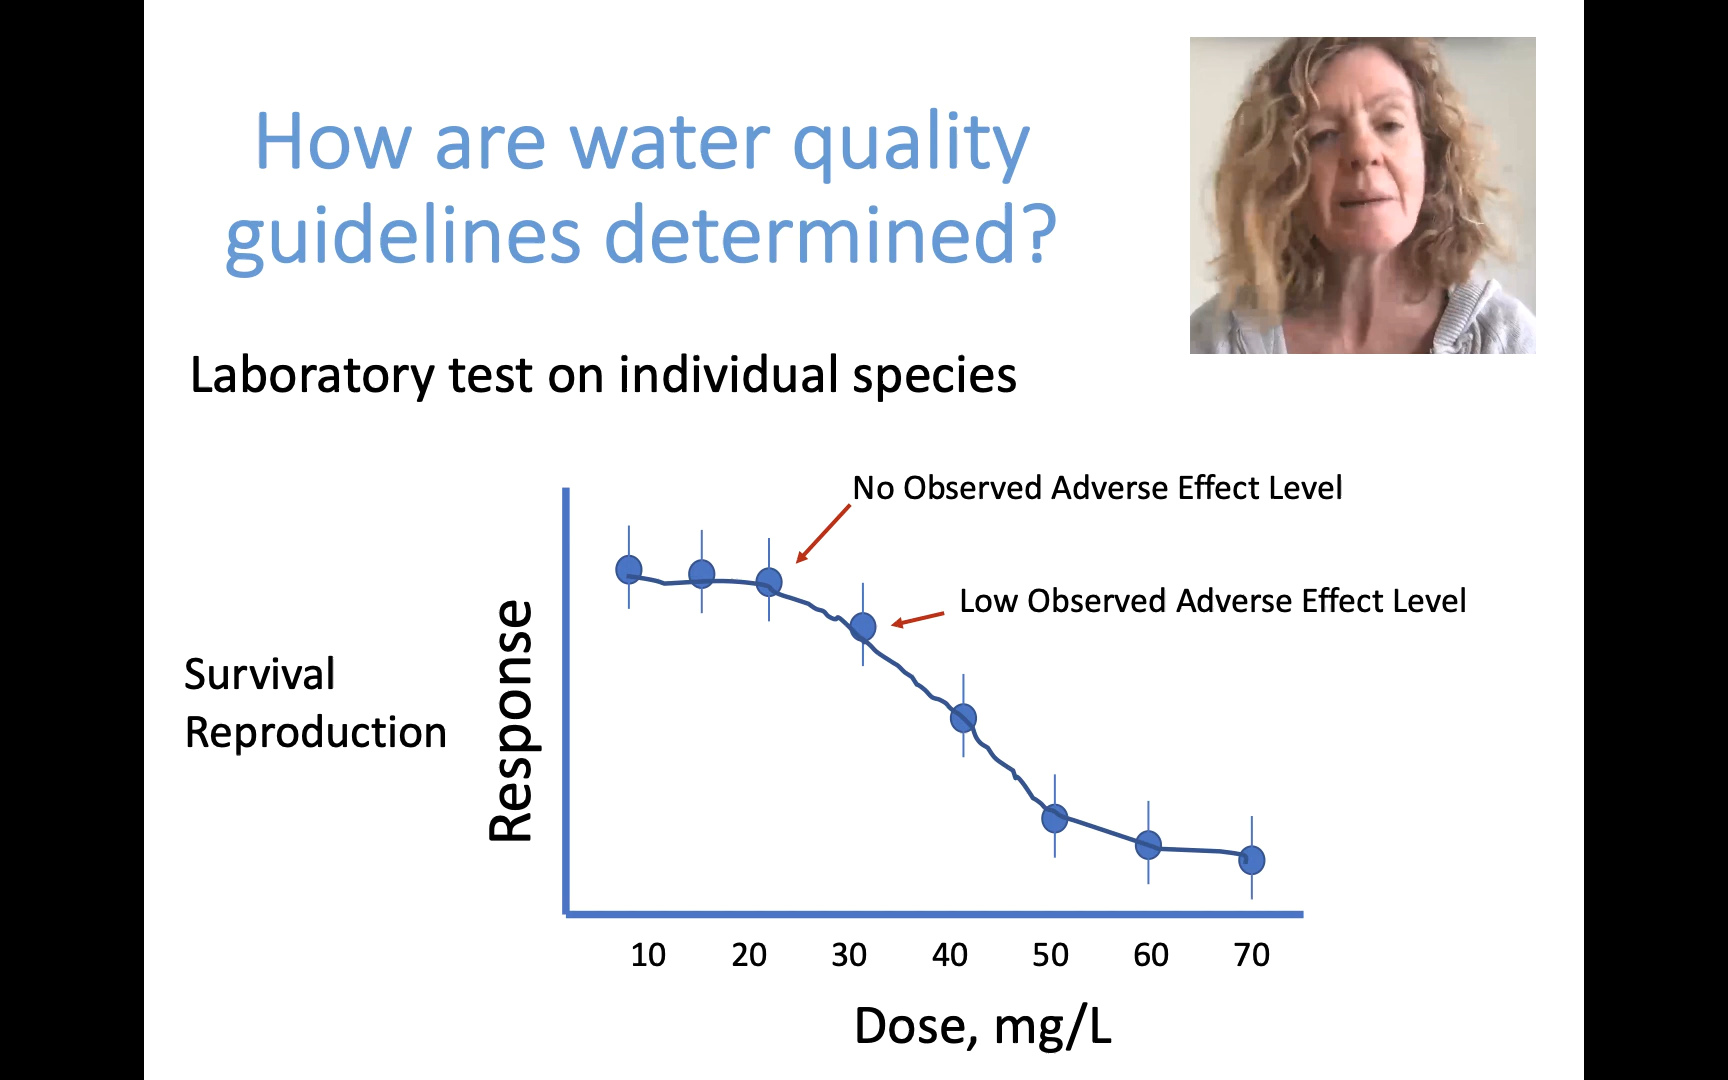 How are water quality
guidelines determined?
Laboratory test on individual species
No Observed Adverse Effect Level
Low Observed Adverse Effect Level
Survival
Reproduction
Response
10 20 30 40 50 60 70
Dose, mg/L